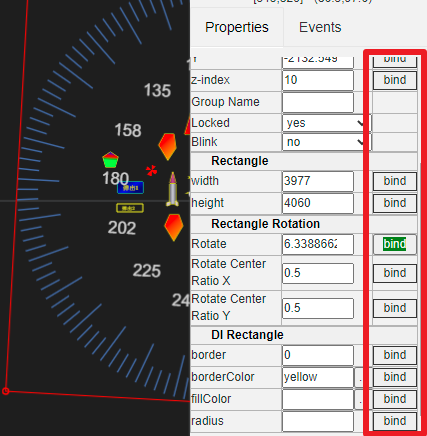 Properties
Events
-2132.549 bind
z-index 10 bind
Group Name
Locked yes
Blink no
Rectangle
width 3977 bind
height 4060 bind
Rectangle Rotation
Rotate 6.3388662 bind
Rotate Center Ratio X 0.5 bind
Rotate Center Ratio Y 0.5 bind
DI Rectangle
border 0 bind
borderColor yellow . bind
fillColor . bind
radius bind
135
158
180
202
225
24